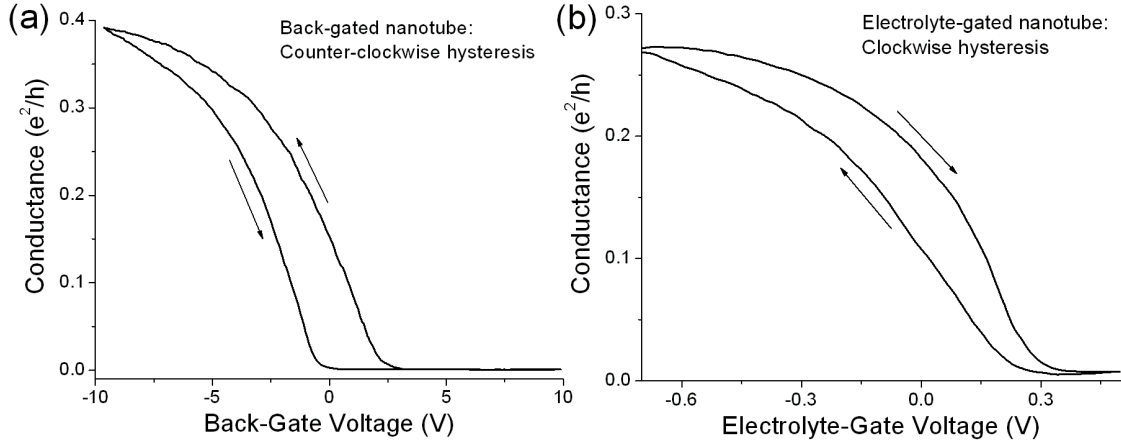 (a)
Back-gated nanotube:
Counter-clockwise hysteresis
Conductance (e²/h)
0.4
0.3
0.2
0.1
0.0
-10
-5
0
5
10
Back-Gate Voltage (V)
(b)
Electrolyte-gated nanotube:
Clockwise hysteresis
Conductance (e²/h)
0.3
0.2
0.1
0.0
-0.6
-0.3
0.0
0.3
Electrolyte-Gate Voltage (V)